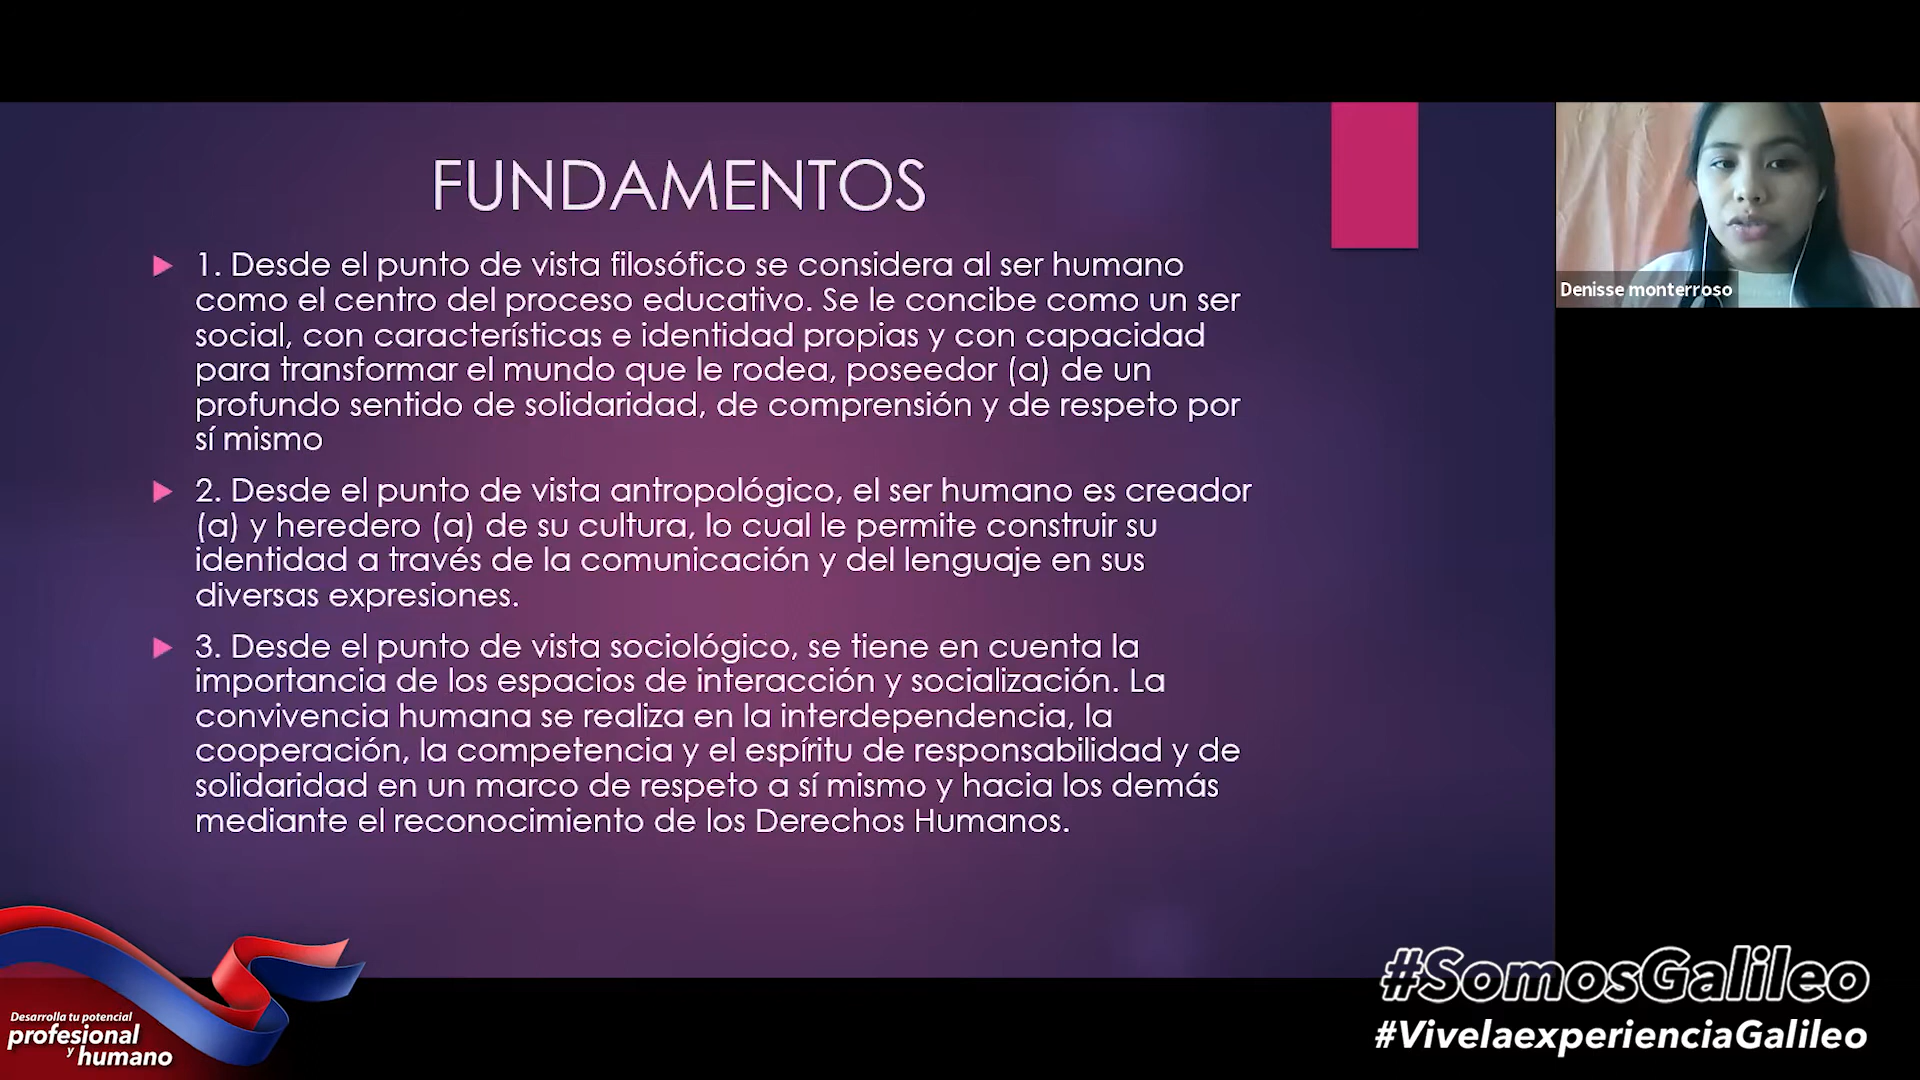 FUNDAMENTOS
1. Desde el punto de vista filosófico se considera al ser humano
como el centro del proceso educativo. Se le concibe como un ser
social, con características e identidad propias y con capacidad
para transformar el mundo que le rodea, poseedor (a) de un
profundo sentido de solidaridad, de comprensión y de respeto por
sí mismo
2. Desde el punto de vista antropológico, el ser humano es creador
(a) y heredero (a) de su cultura, lo cual le permite construir su
identidad a través de la comunicación y del lenguaje en sus
diversas expresiones.
3. Desde el punto de vista sociológico, se tiene en cuenta la
importancia de los espacios de interacción y socialización. La
convivencia humana se realiza en la interdependencia, la
cooperación, la competencia y el espíritu de responsabilidad y de
solidaridad en un marco de respeto a sí mismo y hacia los demás
mediante el reconocimiento de los Derechos Humanos.
Denisse monterroso
Desarrolla tu potencial
profesional
y humano
#SomosGalileo
#VivelaexperienciaGalileo